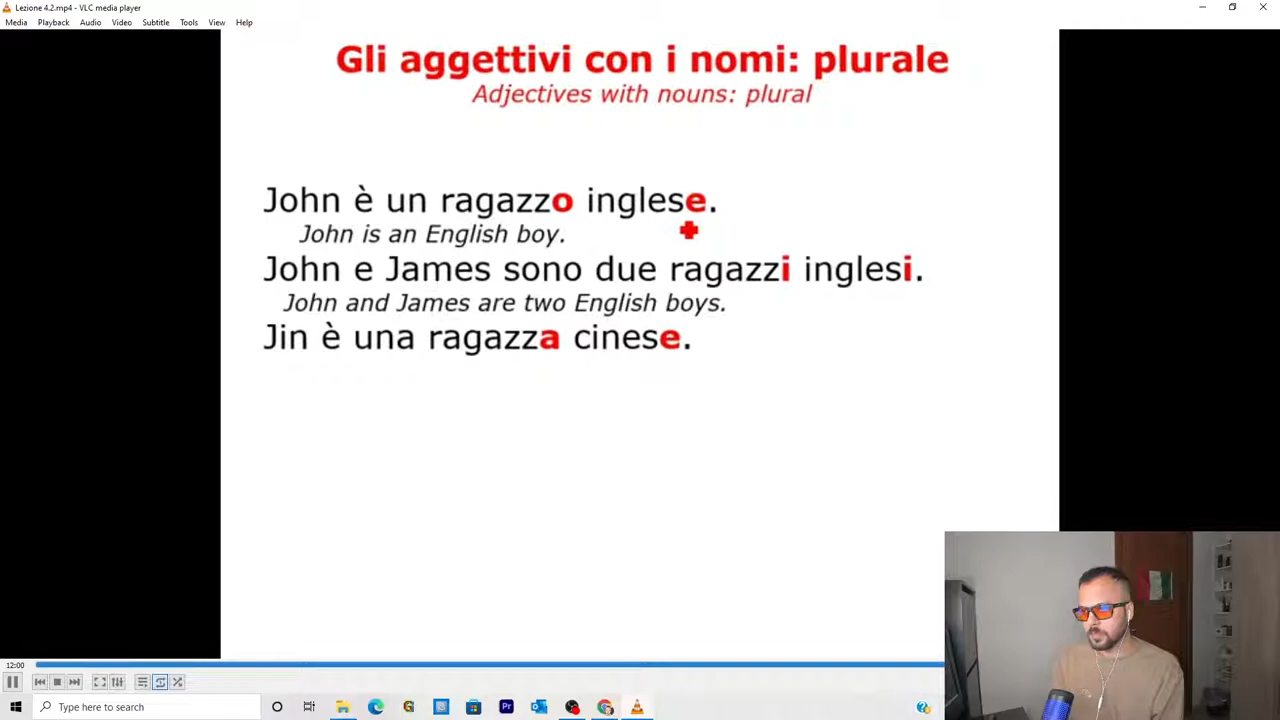 Lezione 4.2.mp4 - VLC media player
Media Playback Audio Video Subtitle Tools View Help
Gli aggettivi con i nomi: plurale
Adjectives with nouns: plural
John è un ragazzo inglese.
John is an English boy.
John e James sono due ragazzi inglesi.
John and James are two English boys.
Jin è una ragazza cinese.
12:00
Type here to search